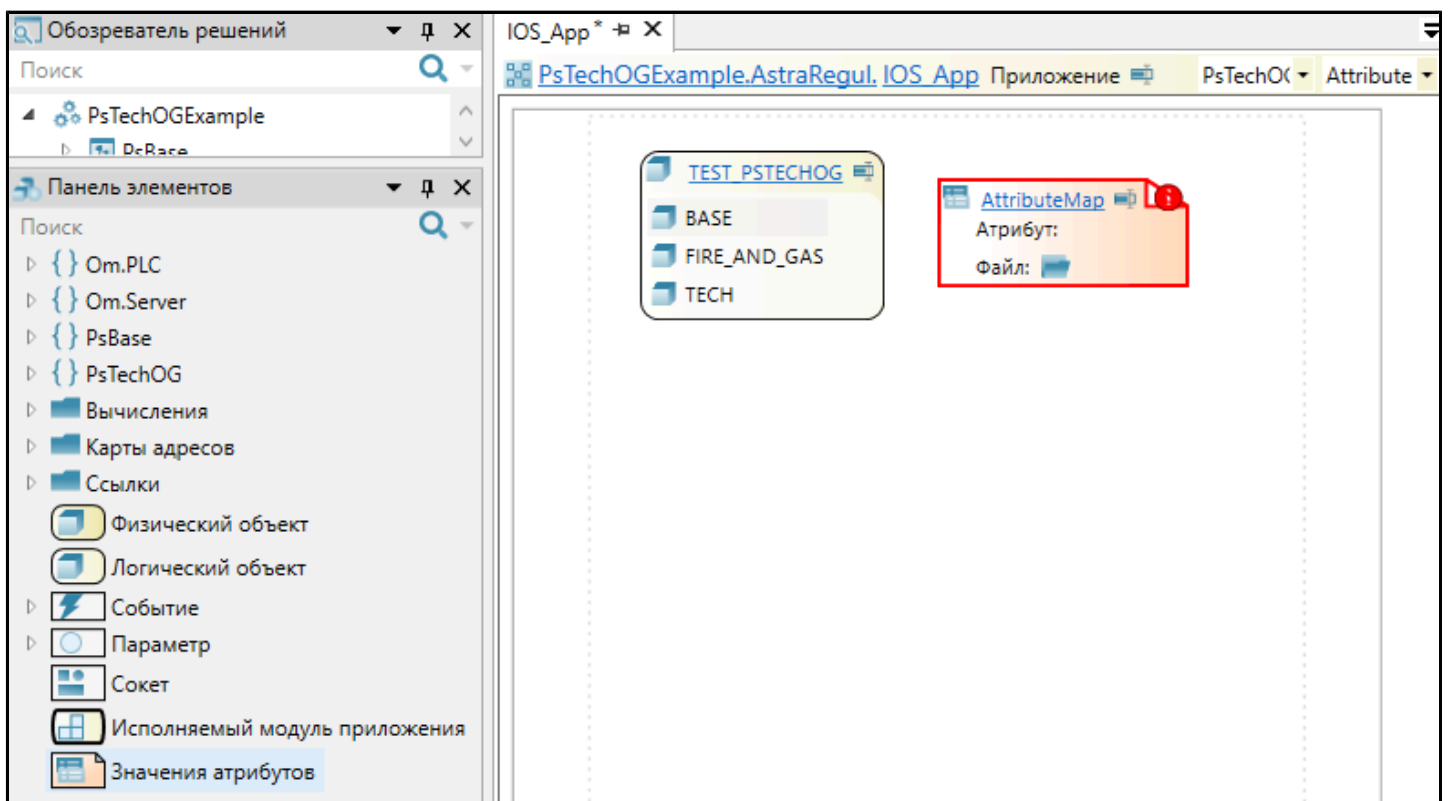 Обозреватель решений
Поиск
PsTechOGExample
PsBase
Панель элементов
Поиск
{ } Om.PLC
{ } Om.Server
{ } PsBase
{ } PsTechOG
Вычисления
Карты адресов
Ссылки
Физический объект
Логический объект
Событие
Параметр
Сокет
Исполняемый модуль приложения
Значения атрибутов
IOS_App*
PsTechOGExample.AstraRegul. IOS_App Приложение PsTechO( Attribute
TEST_PSTECHOG
BASE
FIRE_AND_GAS
TECH
AttributeMap
Атрибут:
Файл: